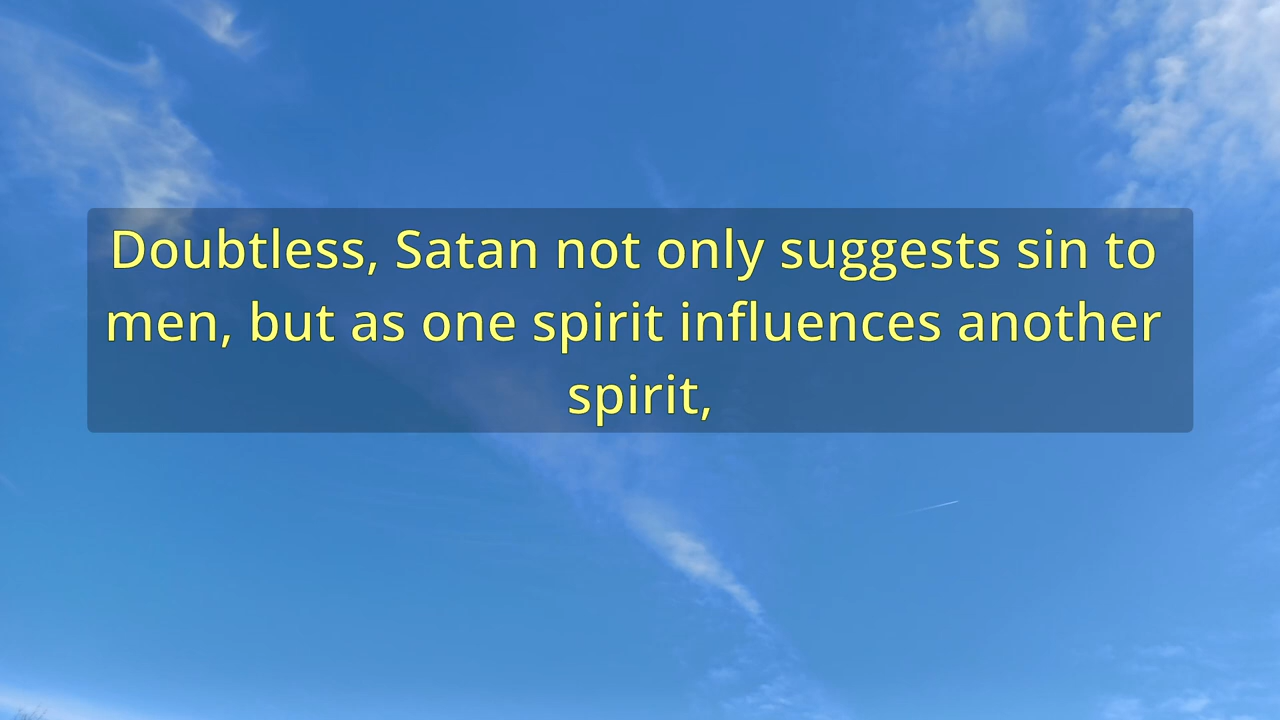 Doubtless, Satan not only suggests sin to
men, but as one spirit influences another
spirit,